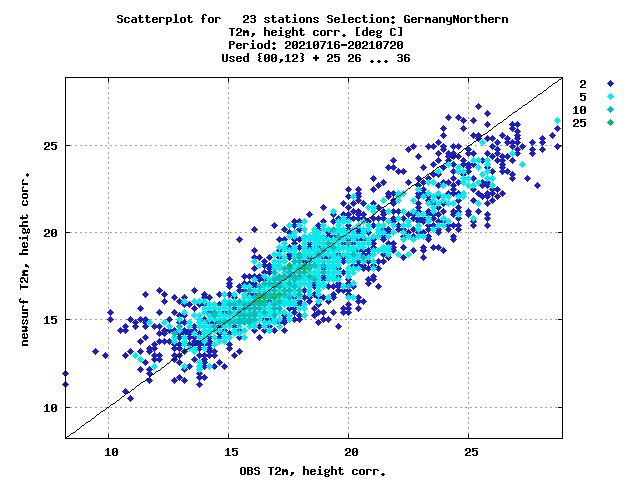 Scatterplot for   23 stations Selection: GermanyNorthern
T2m, height corr. [deg C]
Period: 20210716-20210720
Used {00,12} + 25 26 ... 36
2
5
10
25
newsurf T2m, height corr.
25
20
15
10
10 15 20 25
OBS T2m, height corr.